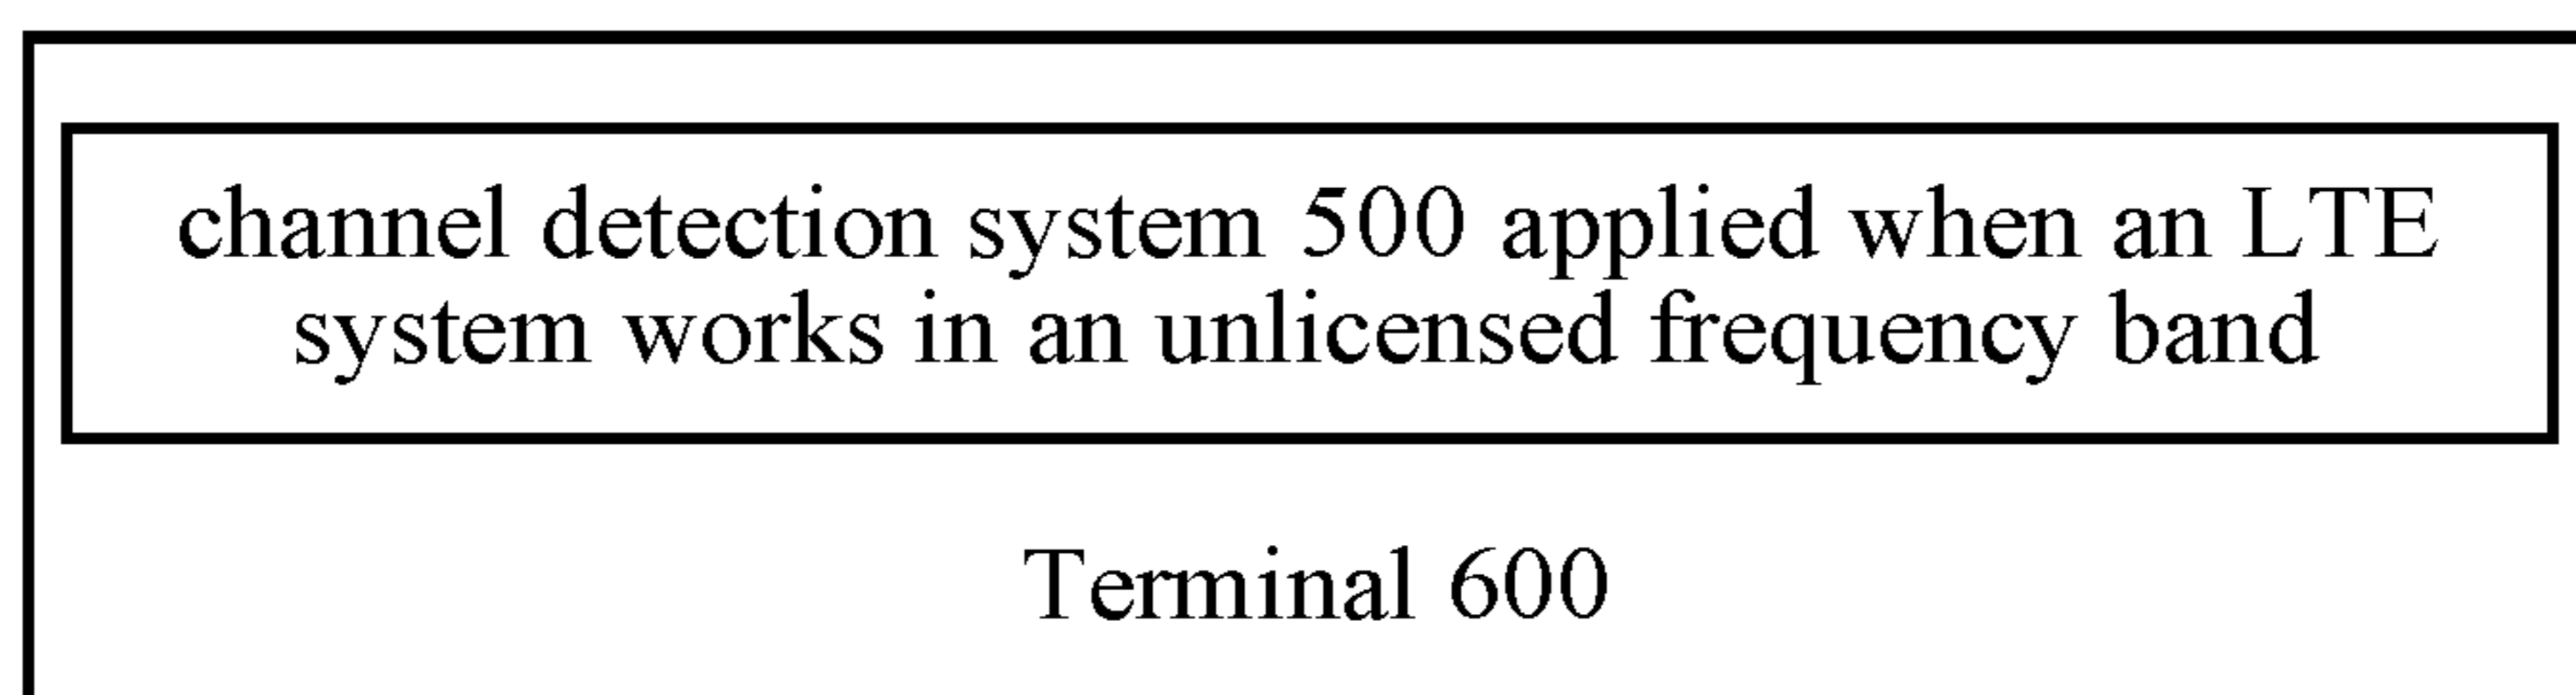 channel detection system 500 applied when an LTE
system works in an unlicensed frequency band
Terminal 600